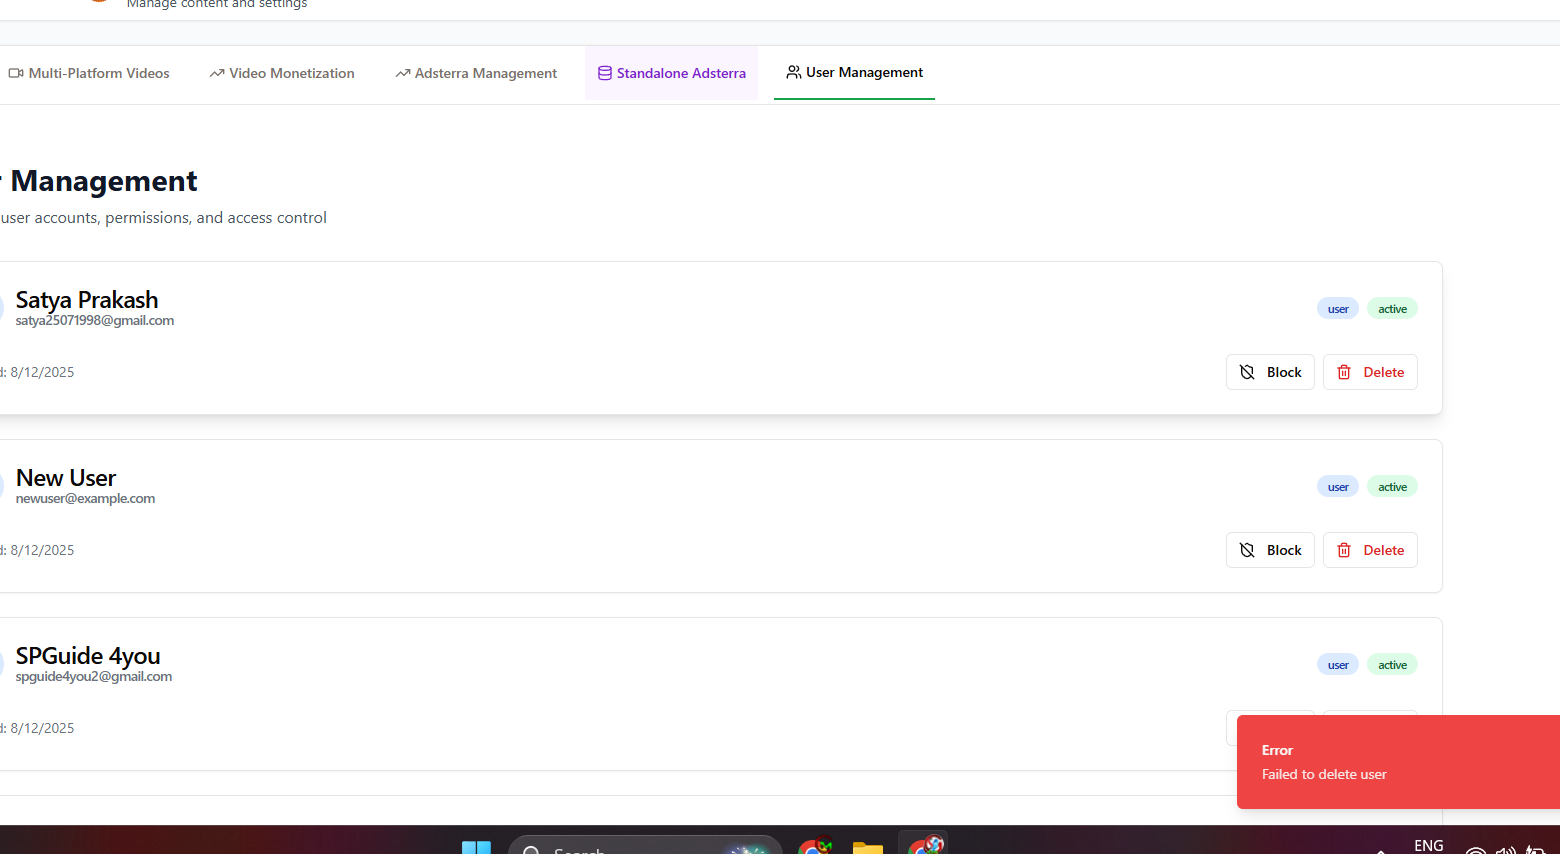 Manage content and settings
Multi-Platform Videos
Video Monetization
Adsterra Management
Standalone Adsterra
User Management
r Management
user accounts, permissions, and access control
Satya Prakash
satya25071998@gmail.com
user
active
d: 8/12/2025
Block
Delete
New User
newuser@example.com
user
active
d: 8/12/2025
Block
Delete
SPGuide 4you
spguide4you2@gmail.com
user
active
d: 8/12/2025
Error
Failed to delete user
Search
ENG